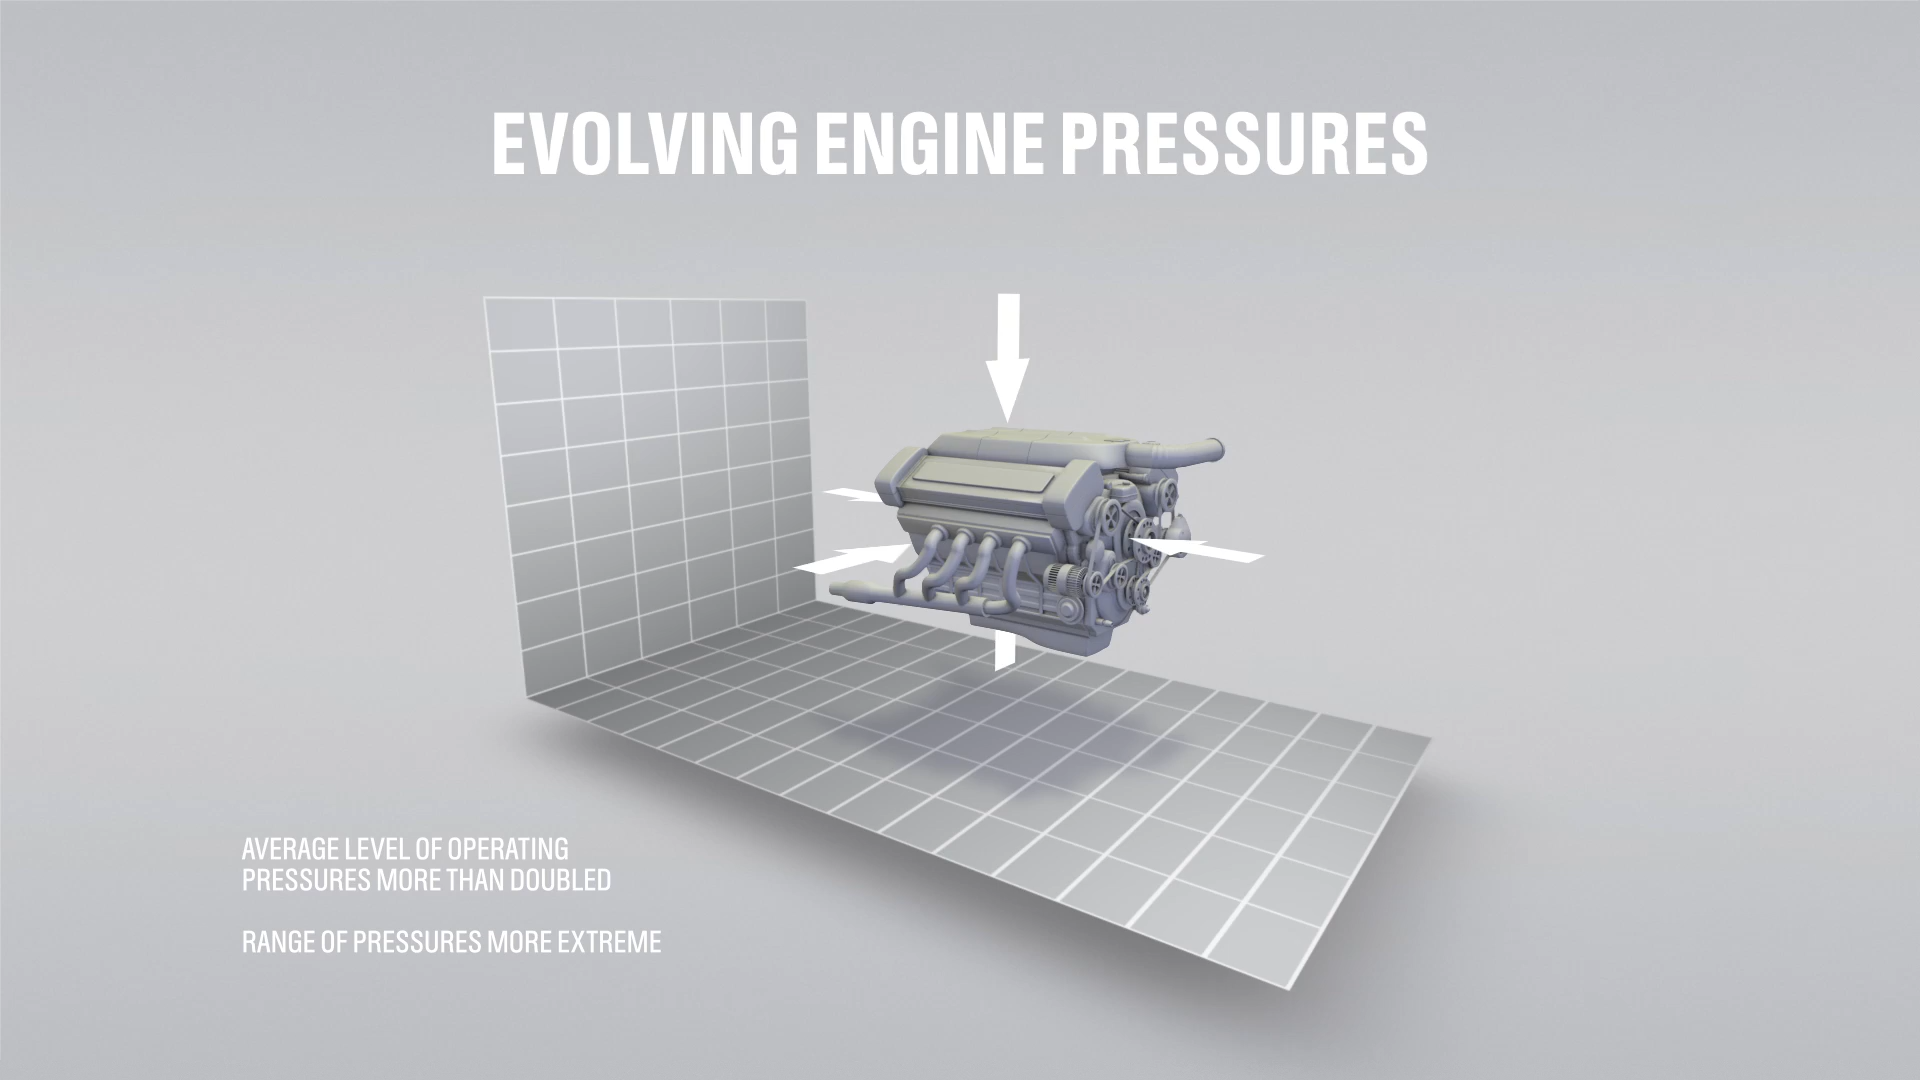 EVOLVING ENGINE PRESSURES
AVERAGE LEVEL OF OPERATING
PRESSURES MORE THAN DOUBLED
RANGE OF PRESSURES MORE EXTREME